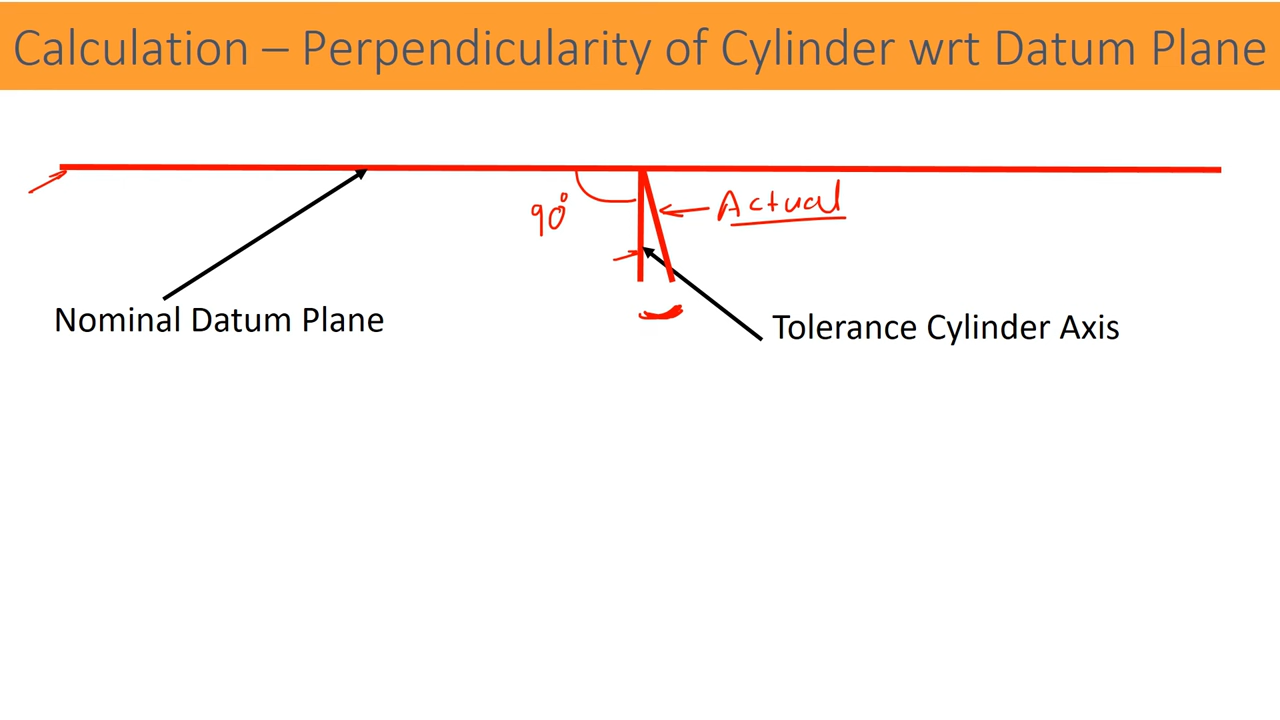 Calculation – Perpendicularity of Cylinder wrt Datum Plane
90°
Actual
Nominal Datum Plane
Tolerance Cylinder Axis